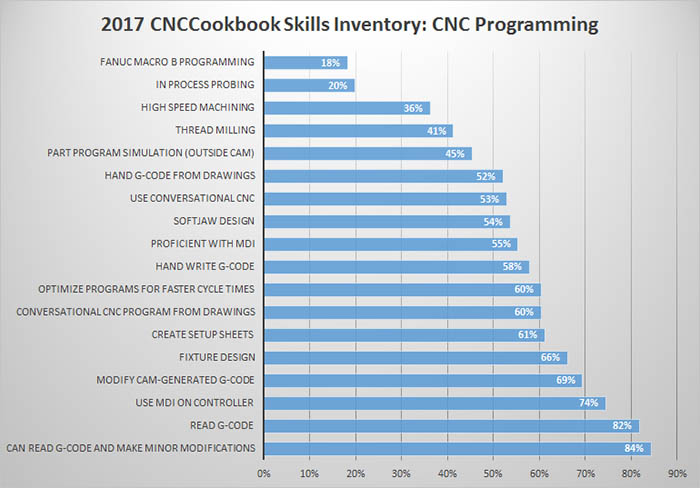 2017 CNCCookbook Skills Inventory: CNC Programming
FANUC MACRO B PROGRAMMING 18%
IN PROCESS PROBING 20%
HIGH SPEED MACHINING 36%
THREAD MILLING 41%
PART PROGRAM SIMULATION (OUTSIDE CAM) 45%
HAND G-CODE FROM DRAWINGS 52%
USE CONVERSATIONAL CNC 53%
SOFTJAW DESIGN 54%
PROFICIENT WITH MDI 55%
HAND WRITE G-CODE 58%
OPTIMIZE PROGRAMS FOR FASTER CYCLE TIMES 60%
CONVERSATIONAL CNC PROGRAM FROM DRAWINGS 60%
CREATE SETUP SHEETS 61%
FIXTURE DESIGN 66%
MODIFY CAM-GENERATED G-CODE 69%
USE MDI ON CONTROLLER 74%
READ G-CODE 82%
CAN READ G-CODE AND MAKE MINOR MODIFICATIONS 84%
0% 10% 20% 30% 40% 50% 60% 70% 80% 90%